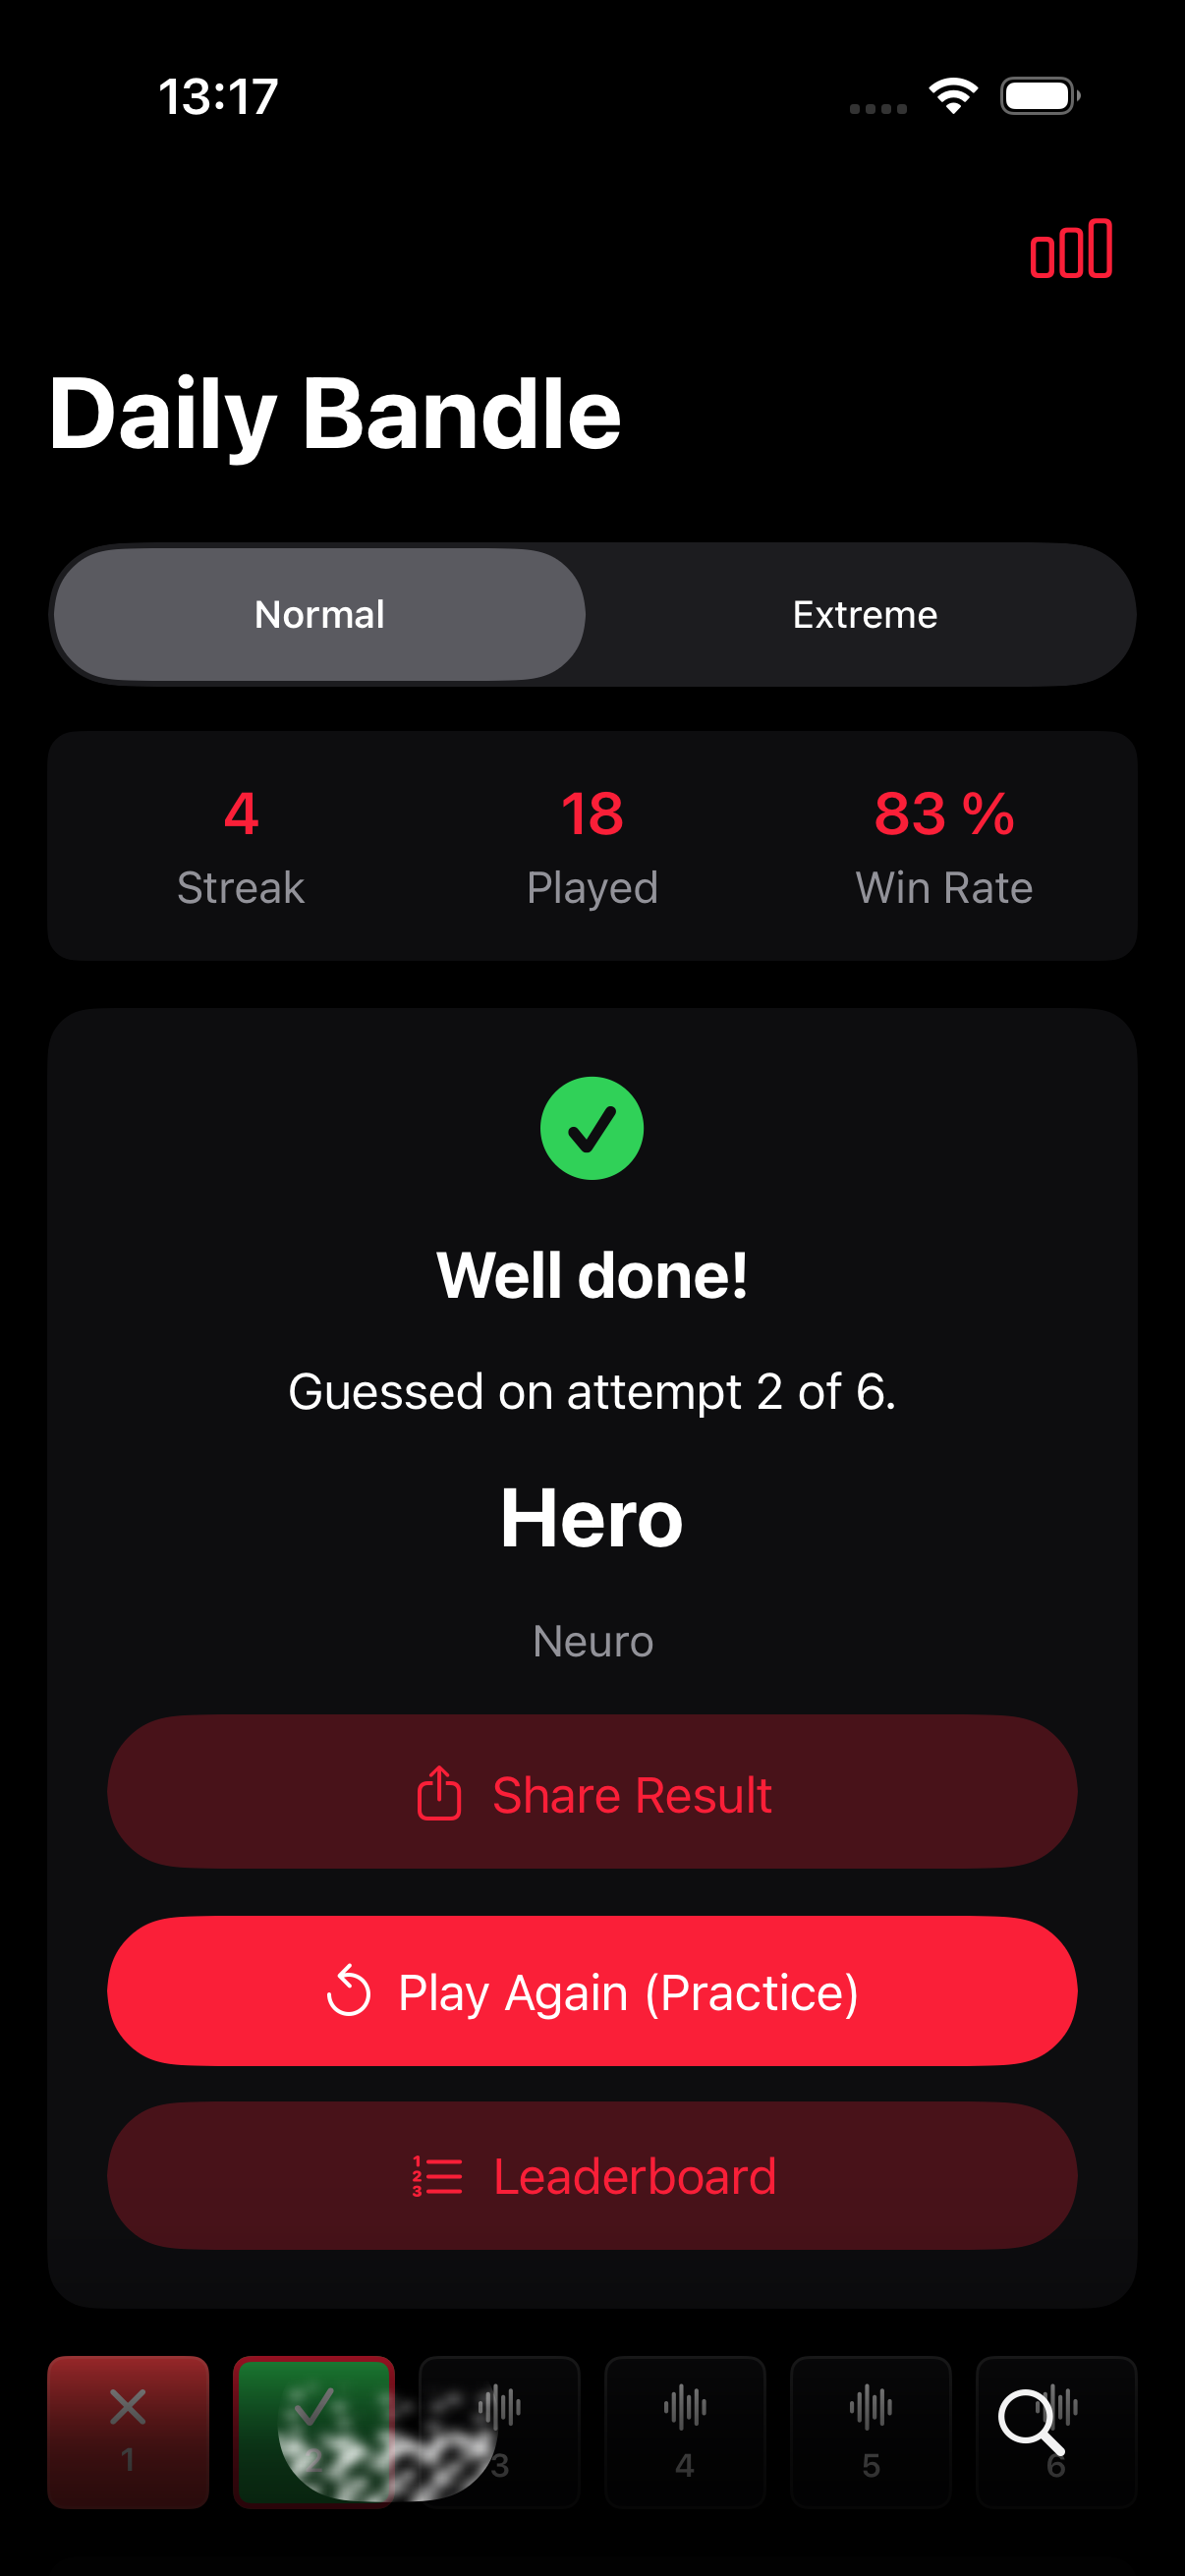 13:17
Daily Bandle
Normal
Extreme
4
18
83 %
Streak
Played
Win Rate
Well done!
Guessed on attempt 2 of 6.
Hero
Neuro
Share Result
Play Again (Practice)
Leaderboard
1
2
3
4
5
6